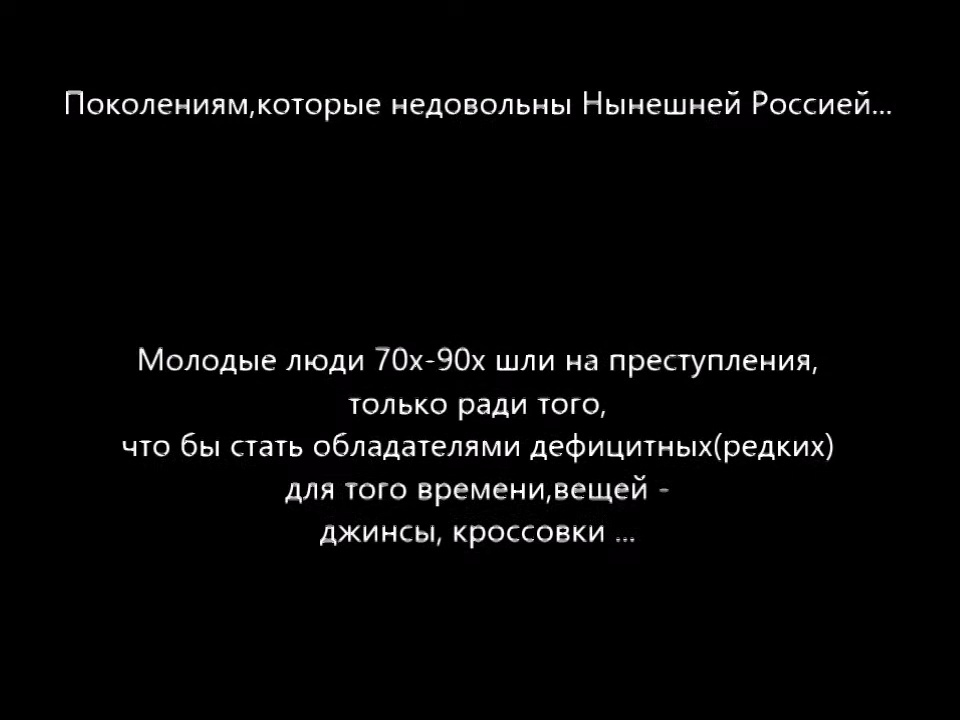 Поколениям,которые недовольны Нынешней Россией...
Молодые люди 70х-90х шли на преступления,
только ради того,
что бы стать обладателями дефицитных(редких)
для того времени,вещей -
джинсы, кроссовки ...